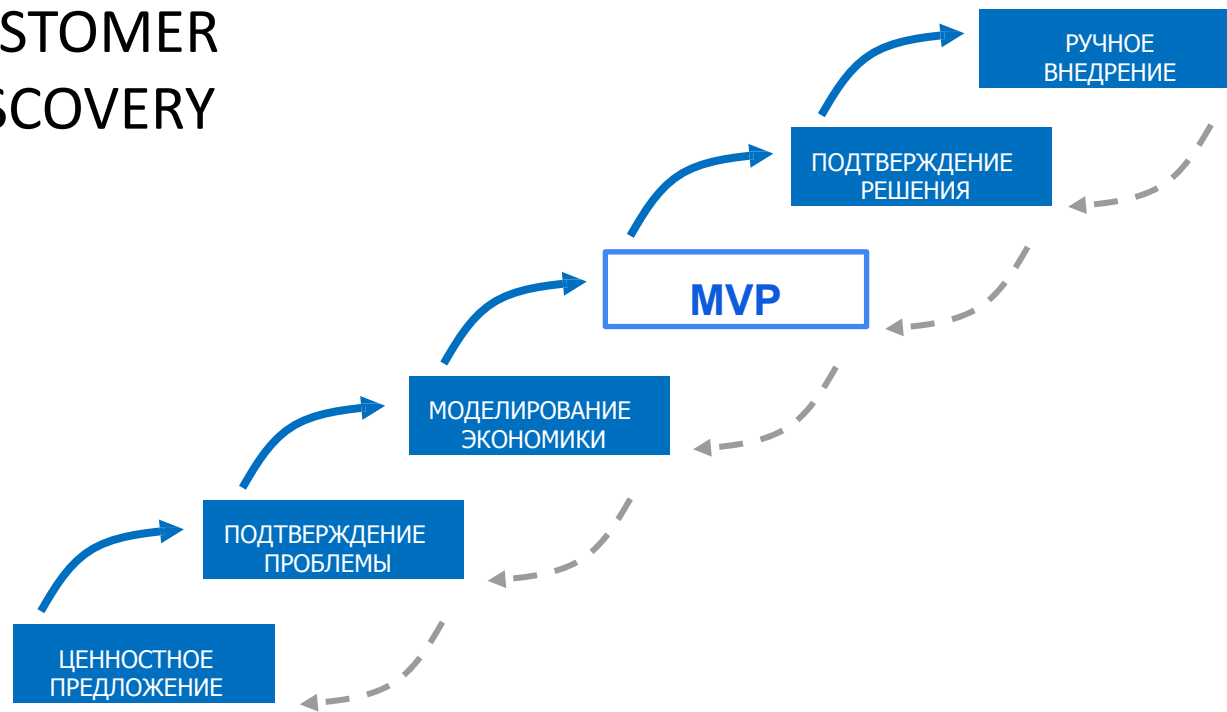 STOMER
SCOVERY
РУЧНОЕ
ВНЕДРЕНИЕ
ПОДТВЕРЖДЕНИЕ
РЕШЕНИЯ
MVP
МОДЕЛИРОВАНИЕ
ЭКОНОМИКИ
ПОДТВЕРЖДЕНИЕ
ПРОБЛЕМЫ
ЦЕННОСТНОЕ
ПРЕДЛОЖЕНИЕ